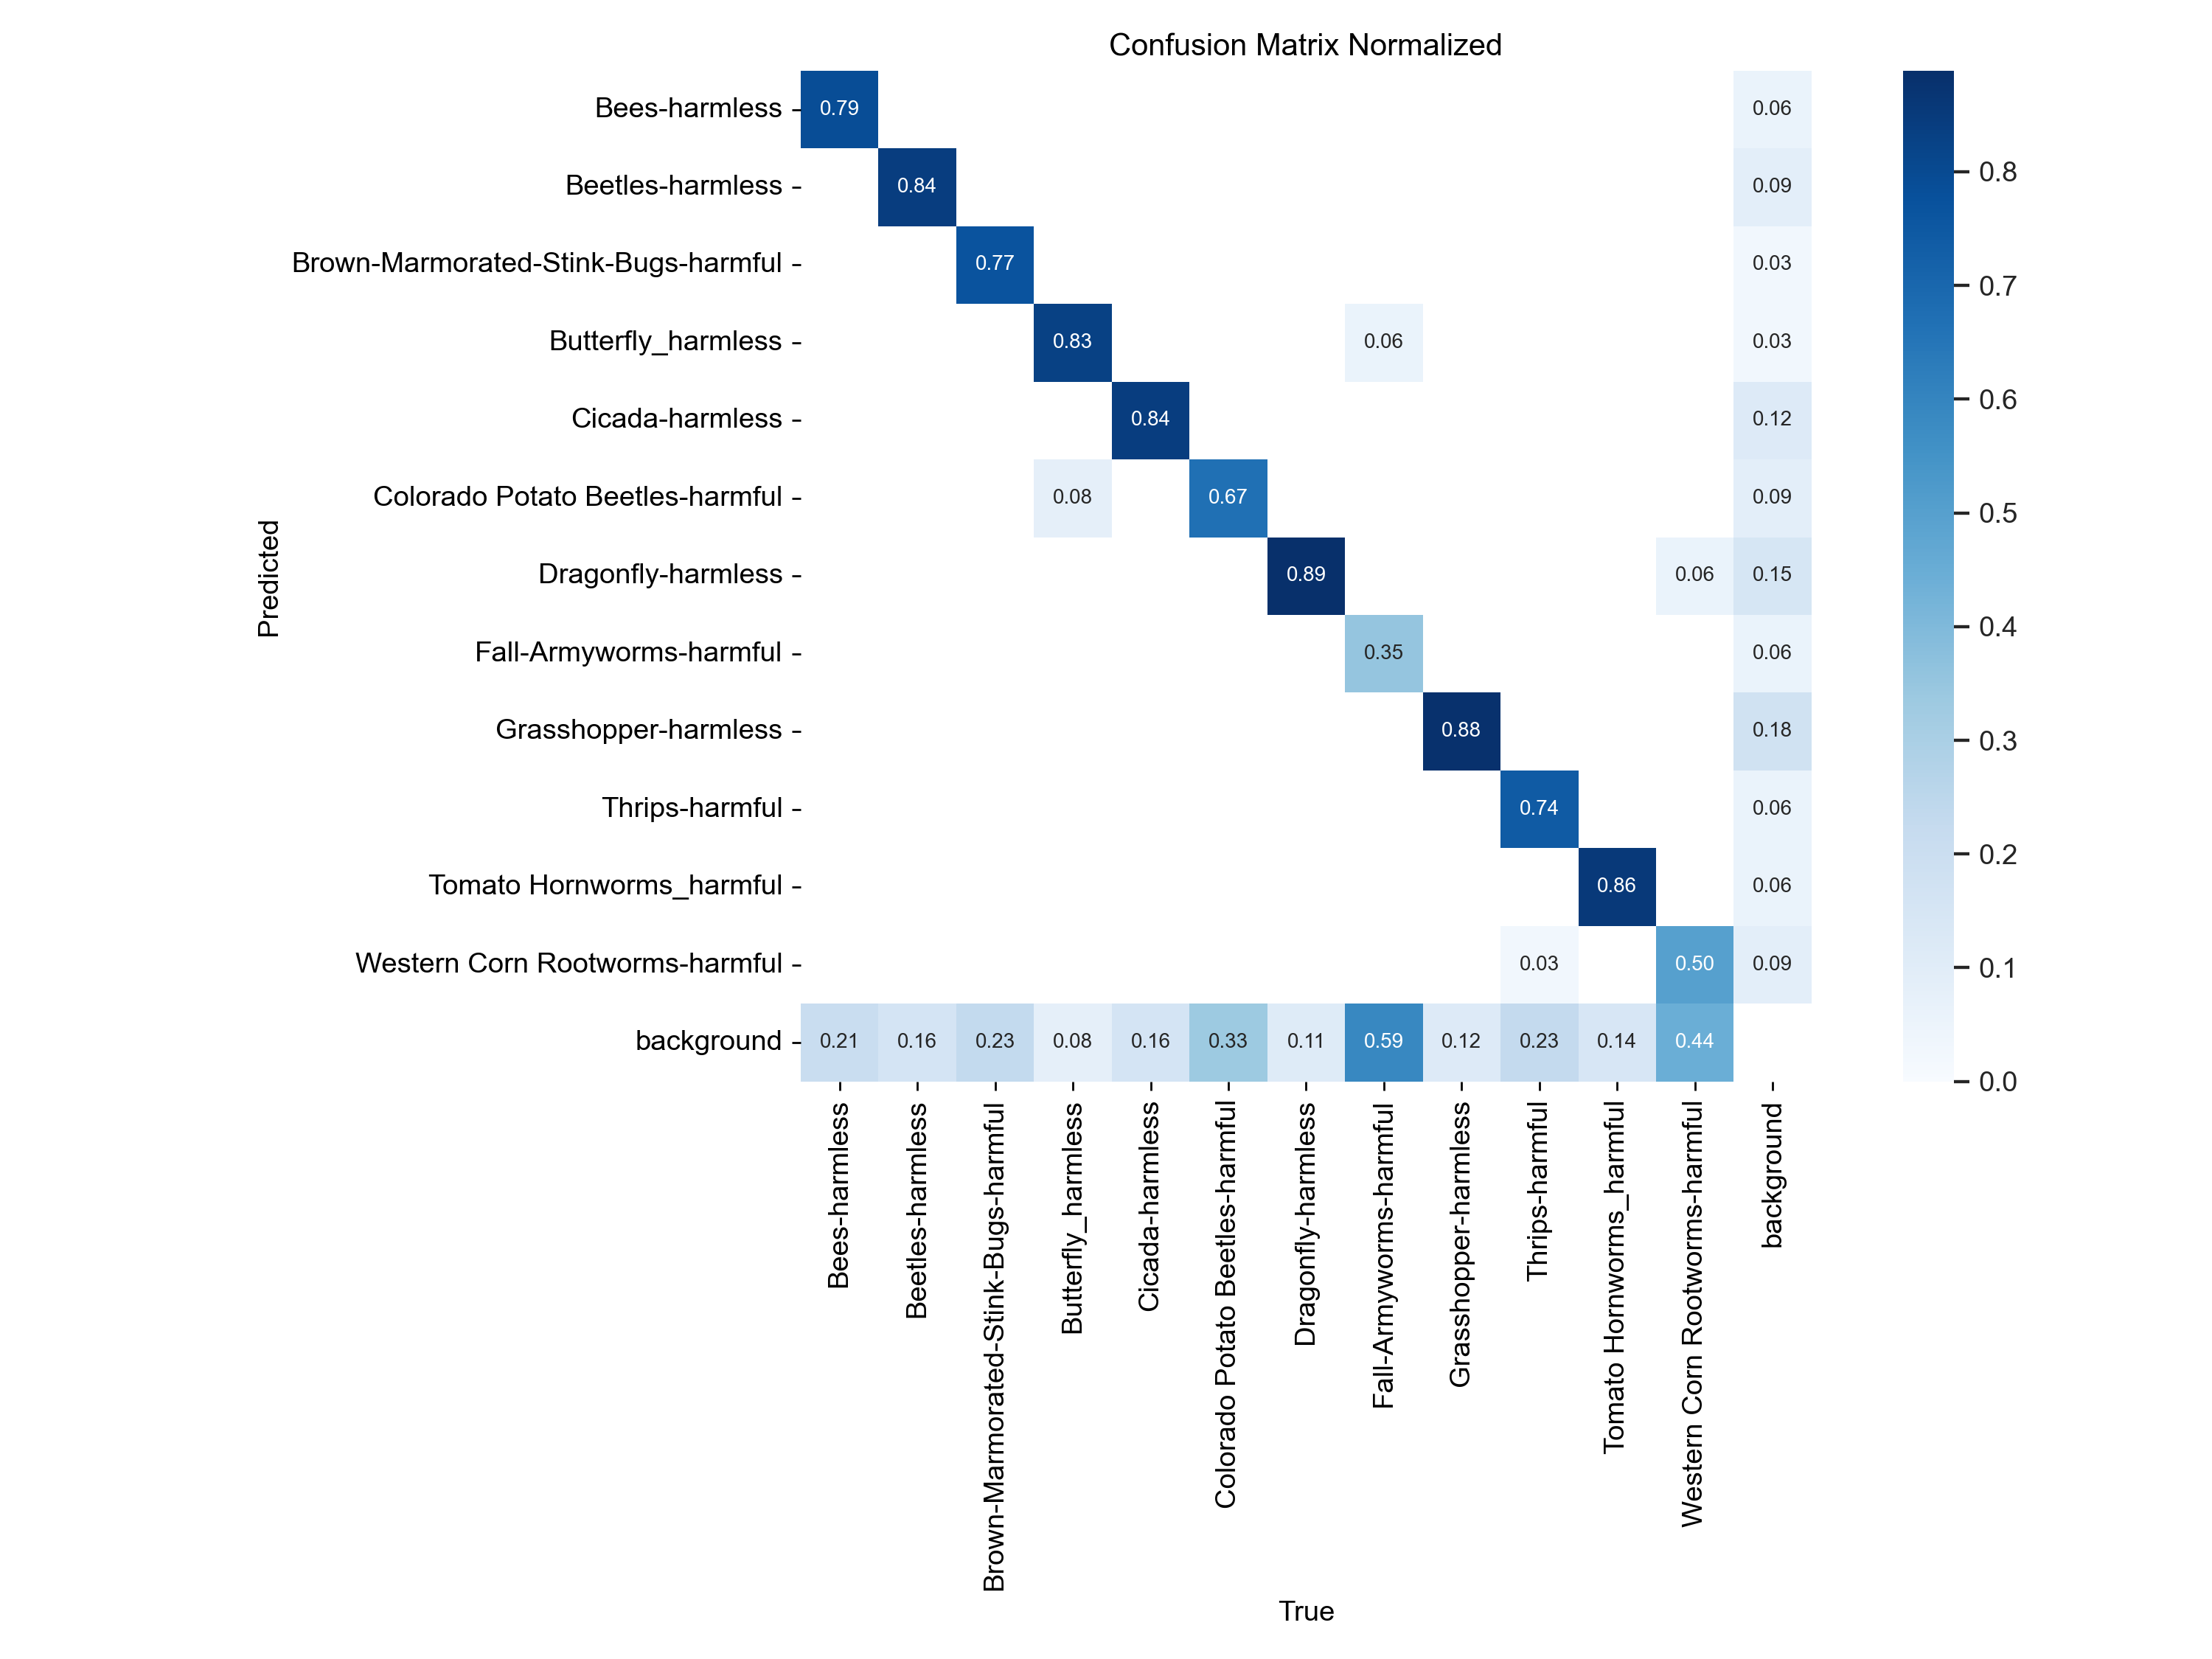 Confusion Matrix Normalized
Bees-harmless 0.79 0.06
Beetles-harmless 0.84 0.09
Brown-Marmorated-Stink-Bugs-harmful 0.77 0.03
Butterfly_harmless 0.83 0.06 0.03
Cicada-harmless 0.84 0.12
Colorado Potato Beetles-harmful 0.08 0.67 0.09
Dragonfly-harmless 0.89 0.06 0.15
Fall-Armyworms-harmful 0.35 0.06
Grasshopper-harmless 0.88 0.18
Thrips-harmful 0.74 0.06
Tomato Hornworms_harmful 0.86 0.06
Western Corn Rootworms-harmful 0.03 0.50 0.09
background 0.21 0.16 0.23 0.08 0.16 0.33 0.11 0.59 0.12 0.23 0.14 0.44
Predicted
Bees-harmless
Beetles-harmless
Brown-Marmorated-Stink-Bugs-harmful
Butterfly_harmless
Cicada-harmless
Colorado Potato Beetles-harmful
Dragonfly-harmless
Fall-Armyworms-harmful
Grasshopper-harmless
Thrips-harmful
Tomato Hornworms_harmful
Western Corn Rootworms-harmful
background
True
0.8
0.7
0.6
0.5
0.4
0.3
0.2
0.1
0.0